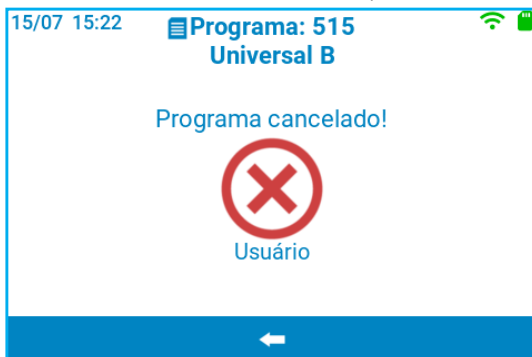 15/07 15:22
Programa: 515
Universal B
Programa cancelado!
Usuário